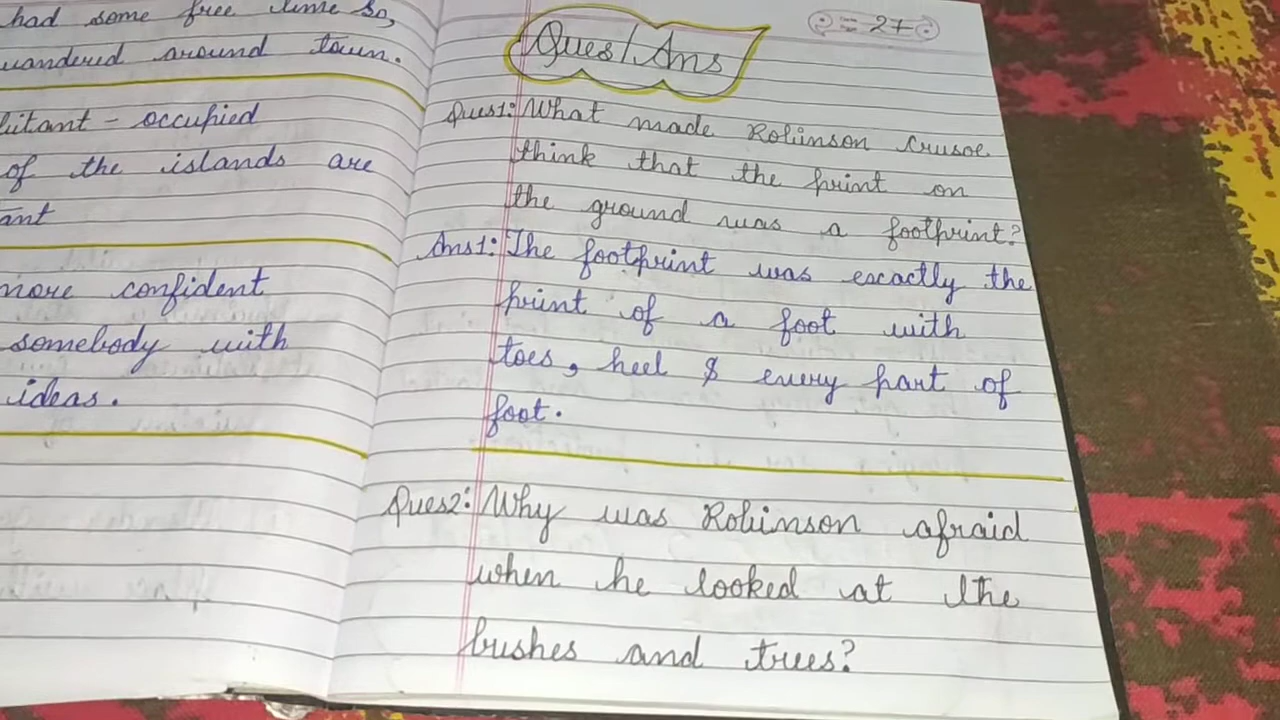 had some free time so,
wandered around town.
bitant - occupied
of the islands are
ant
more confident
somebody with
ideas.
= 27
Ques/Ans
Ques1: What made Robinson Crusoe
think that the print on
the ground was a footprint?
Ans1: The footprint was exactly the
print of a foot with
toes, heel & every part of
foot.
Ques2: Why was Robinson afraid
when he looked at the
bushes and trees?